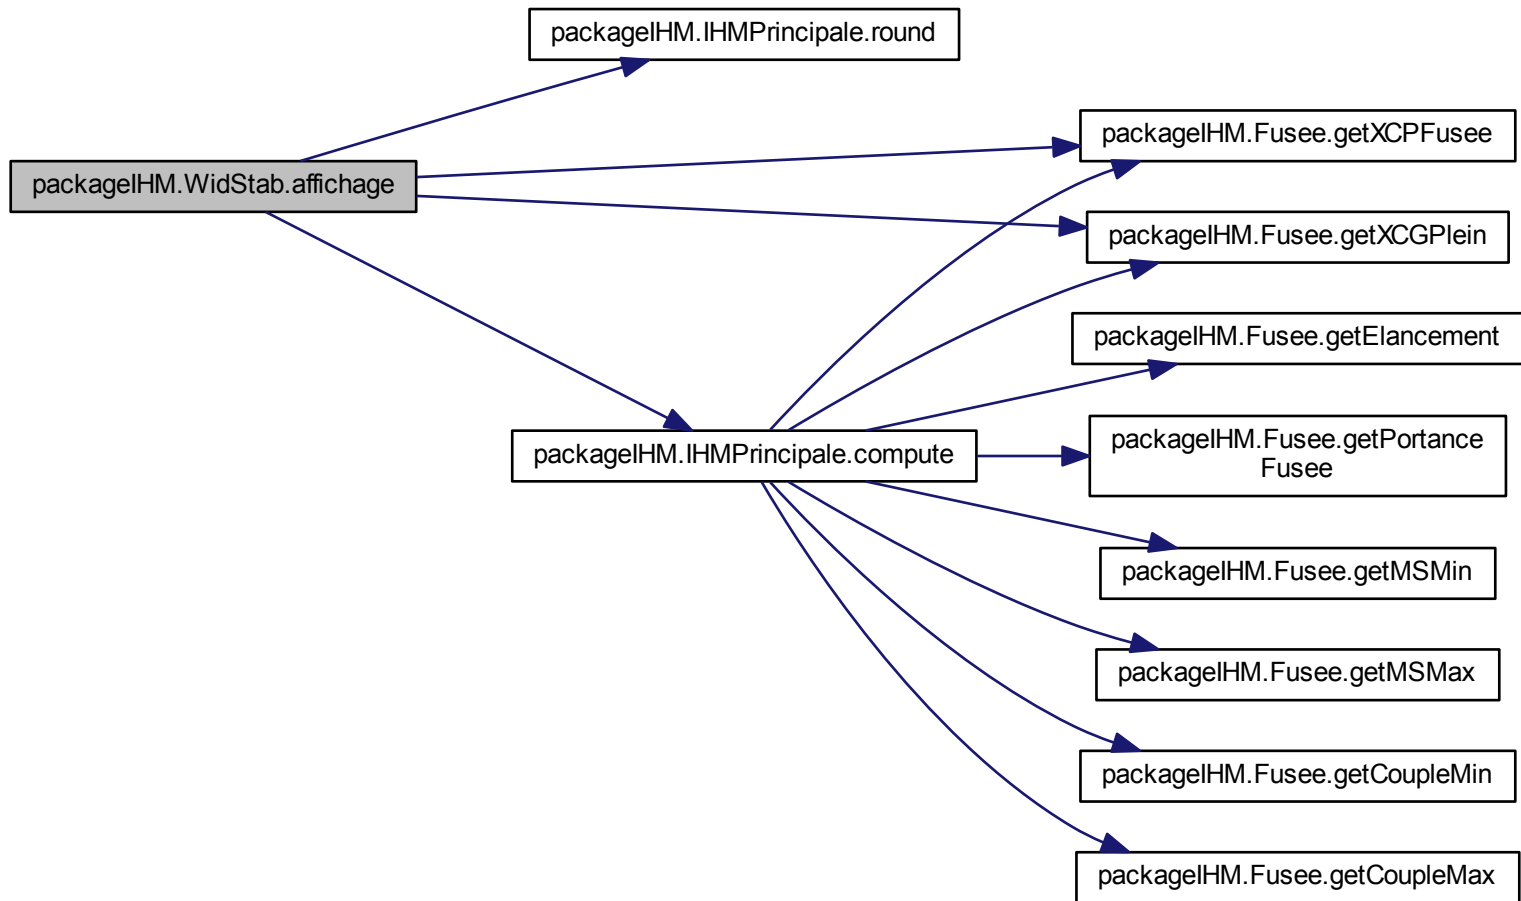 packageIHM.IHMPrincipale.round
packageIHM.Fusee.getXCPFusee
packageIHM.WidStab.affichage
packageIHM.Fusee.getXCGPlein
packageIHM.Fusee.getElancement
packageIHM.IHMPrincipale.compute
packageIHM.Fusee.getPortance
Fusee
packageIHM.Fusee.getMSMin
packageIHM.Fusee.getMSMax
packageIHM.Fusee.getCoupleMin
packageIHM.Fusee.getCoupleMax